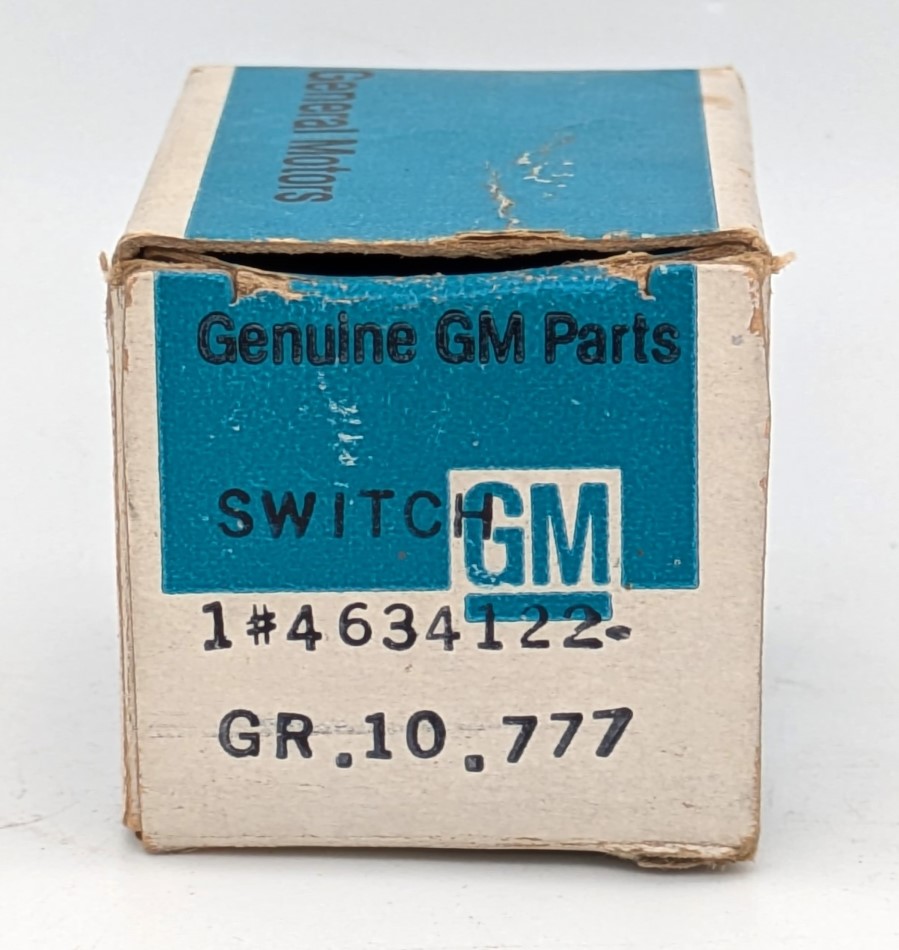 General Motors
Genuine GM Parts
SWITCH
GM
1#4634122-
GR.10.777